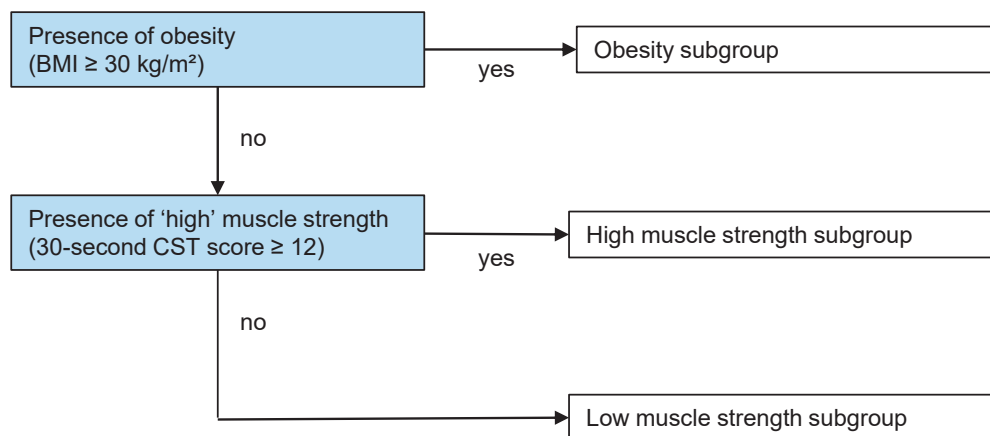 Presence of obesity
(BMI ≥ 30 kg/m²)
yes
Obesity subgroup
no
Presence of ‘high’ muscle strength
(30-second CST score ≥ 12)
yes
High muscle strength subgroup
no
Low muscle strength subgroup